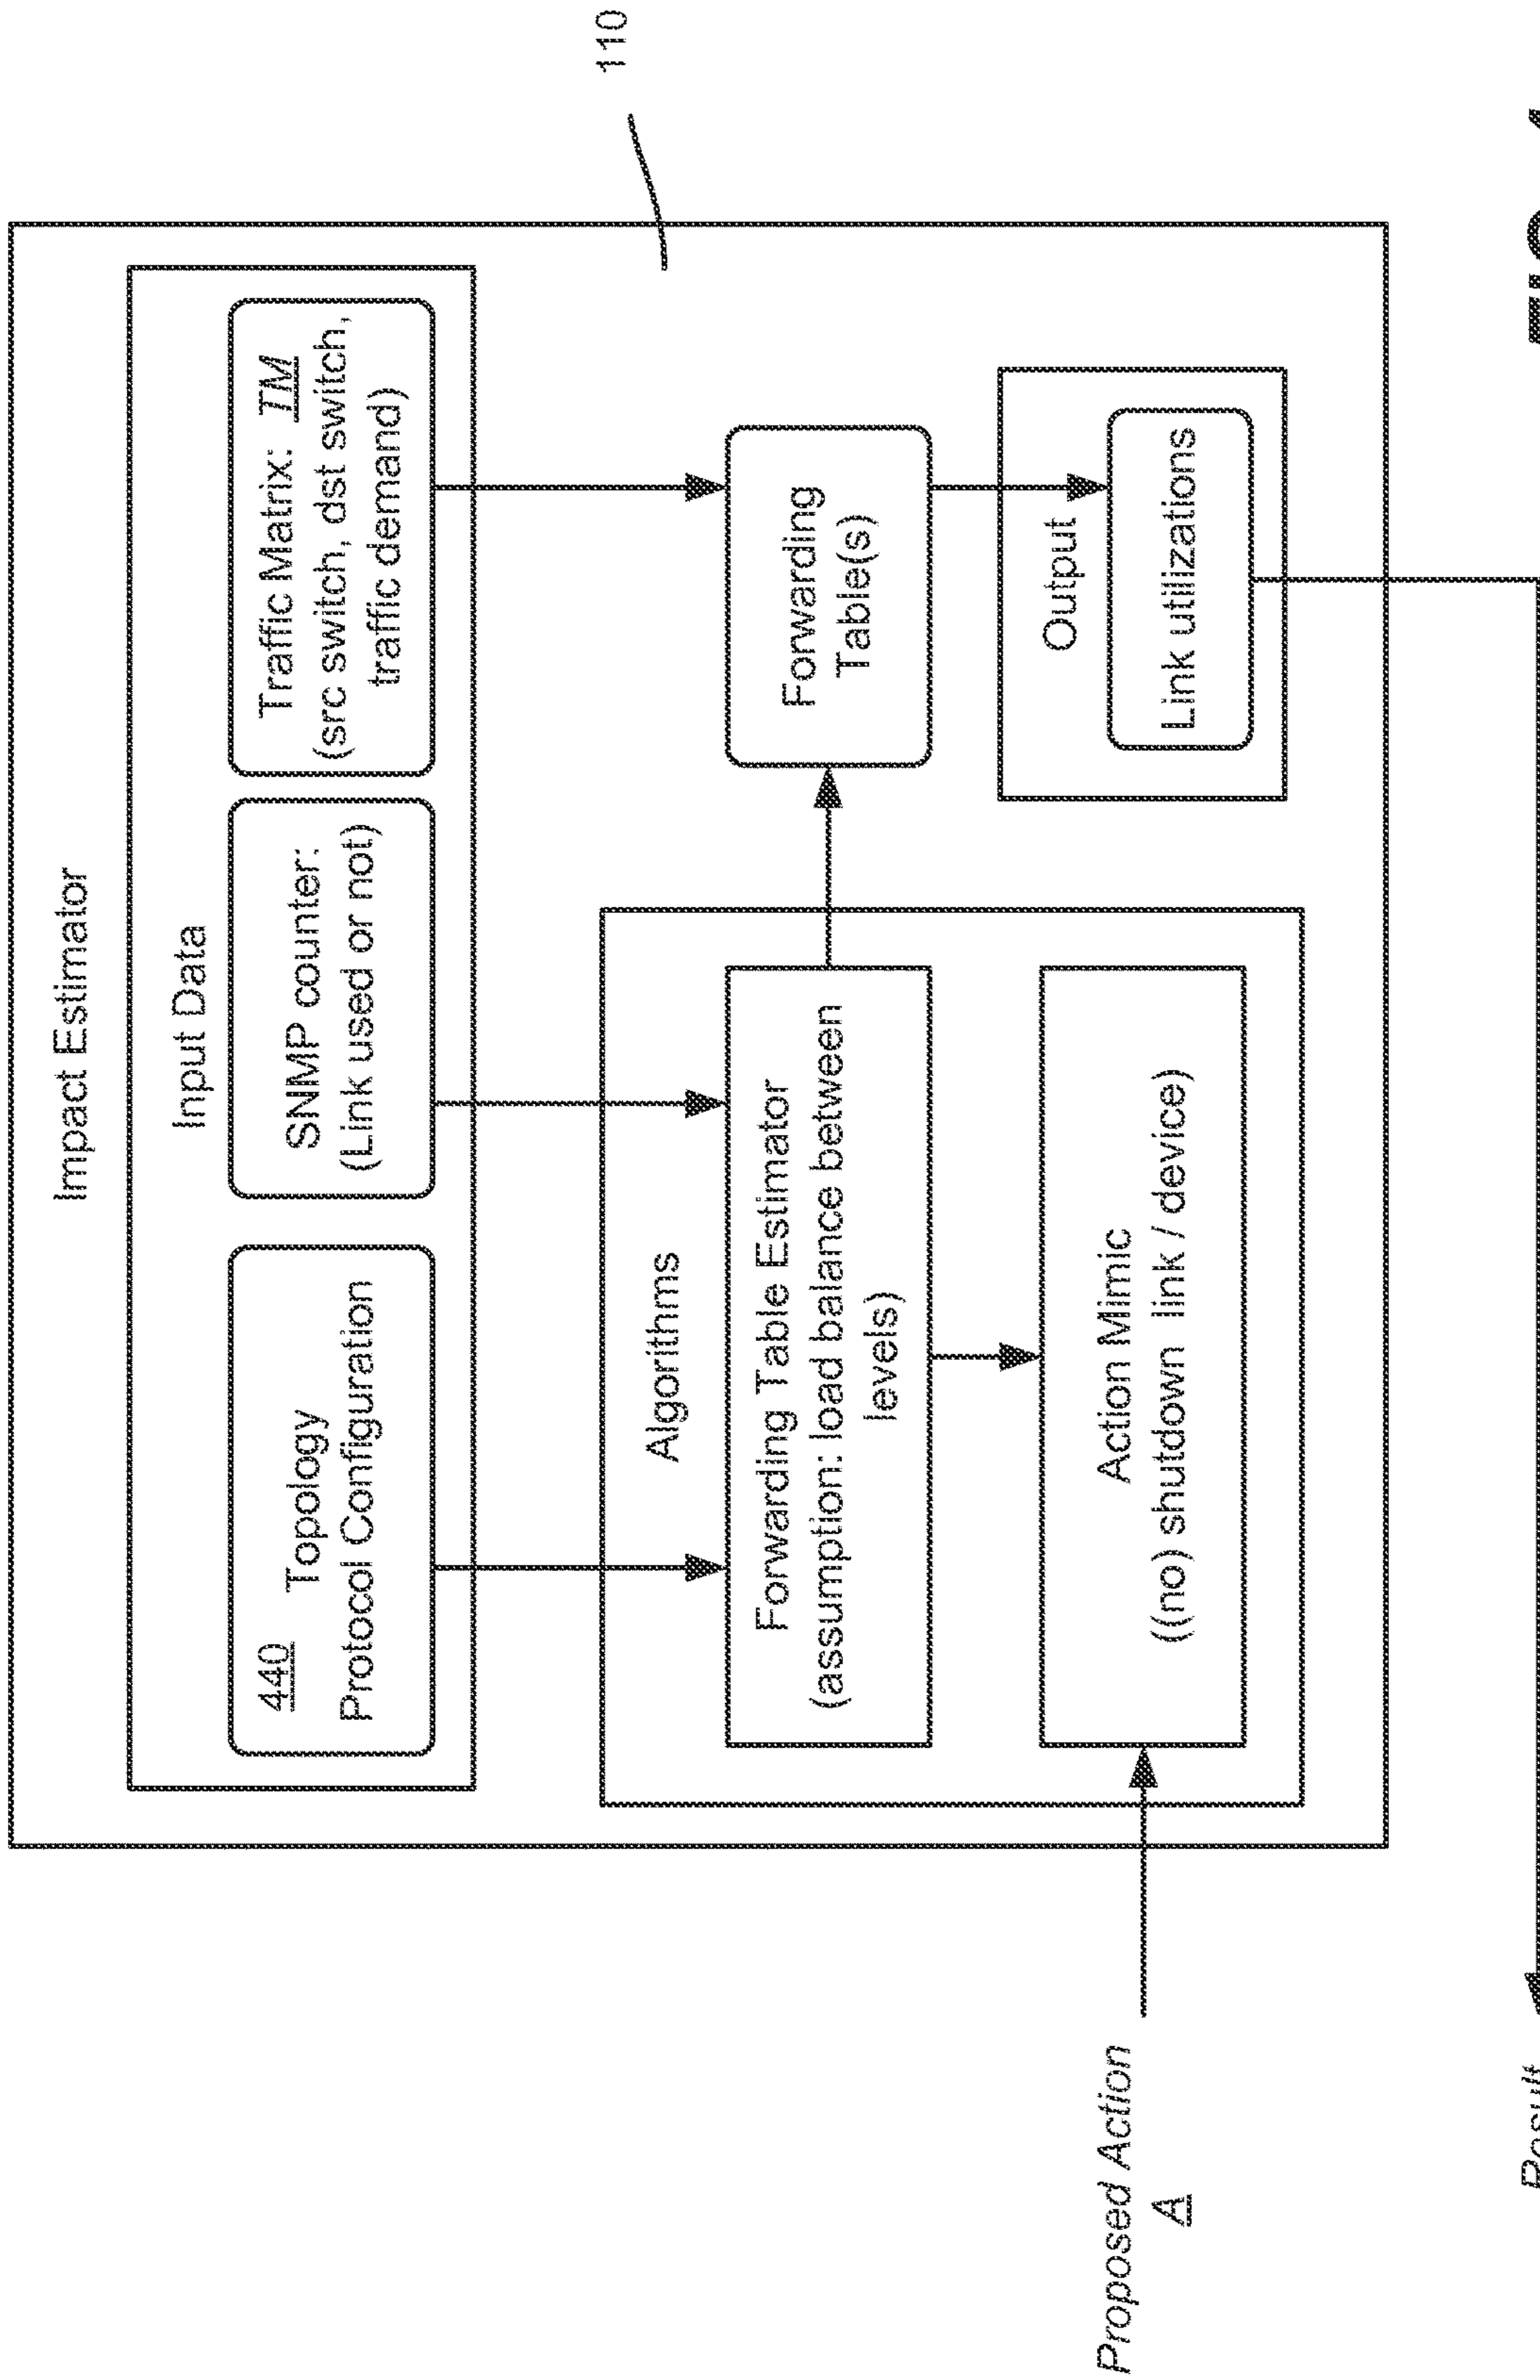 Impact Estimator
Input Data
440
Topology
Protocol Configuration
SNMP counter:
(Link used or not)
Traffic Matrix: TM
(src switch, dst switch,
traffic demand)
110
Algorithms
Forwarding Table Estimator
(assumption: load balance between
levels)
Forwarding
Table(s)
Action Mimic
((no) shutdown link / device)
Output
Link utilizations
Proposed Action
A
Result